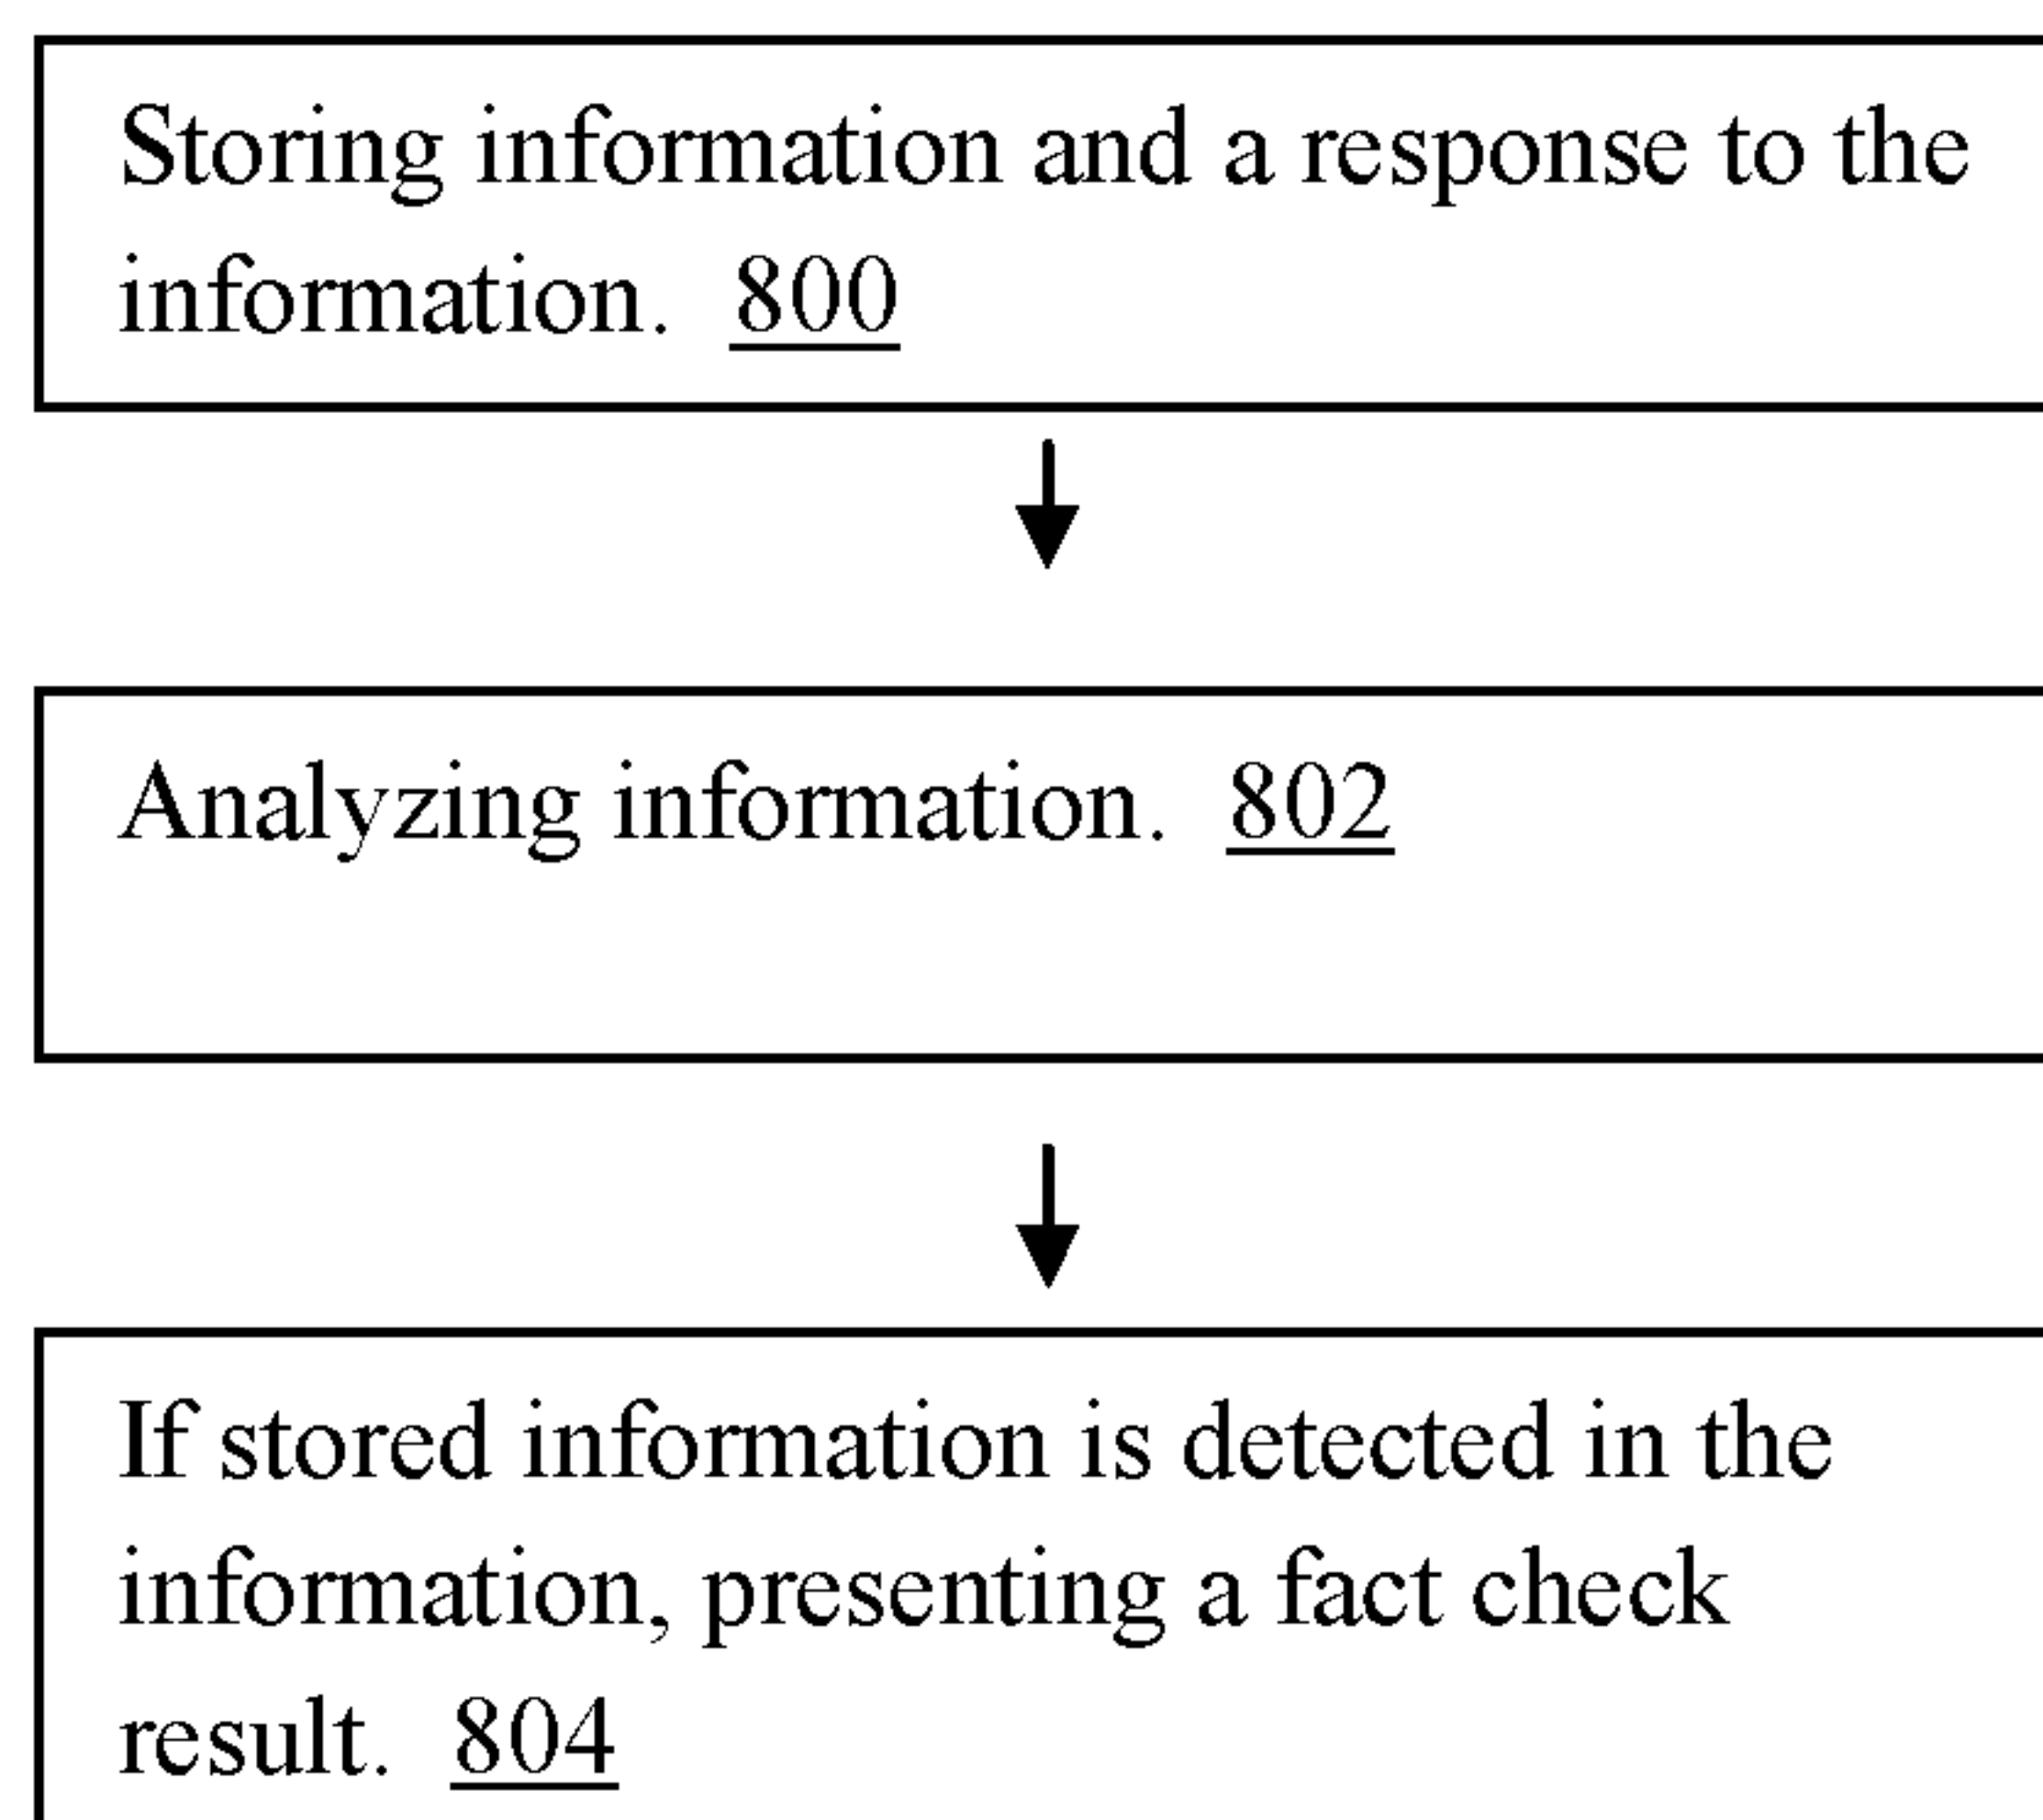 Storing information and a response to the
information. 800
Analyzing information. 802
If stored information is detected in the
information, presenting a fact check
result. 804